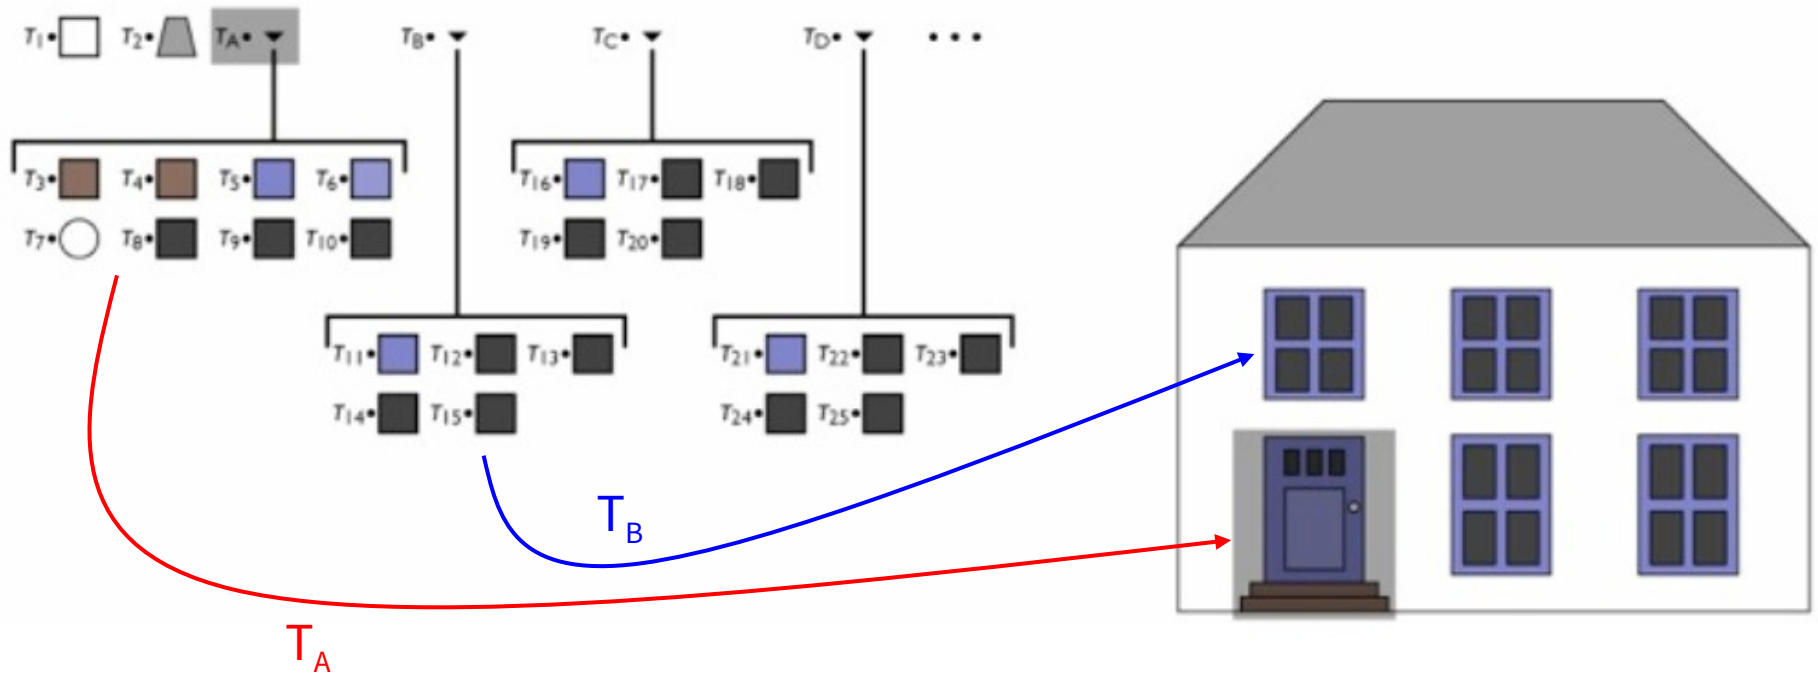 T1• T2• TA• TB• TC• TD• • • •
T3• T4• T5• T6• T16• T17• T18•
T7• T8• T9• T10• T19• T20•
T11• T12• T13• T21• T22• T23•
T14• T15• T24• T25•
TB
TA